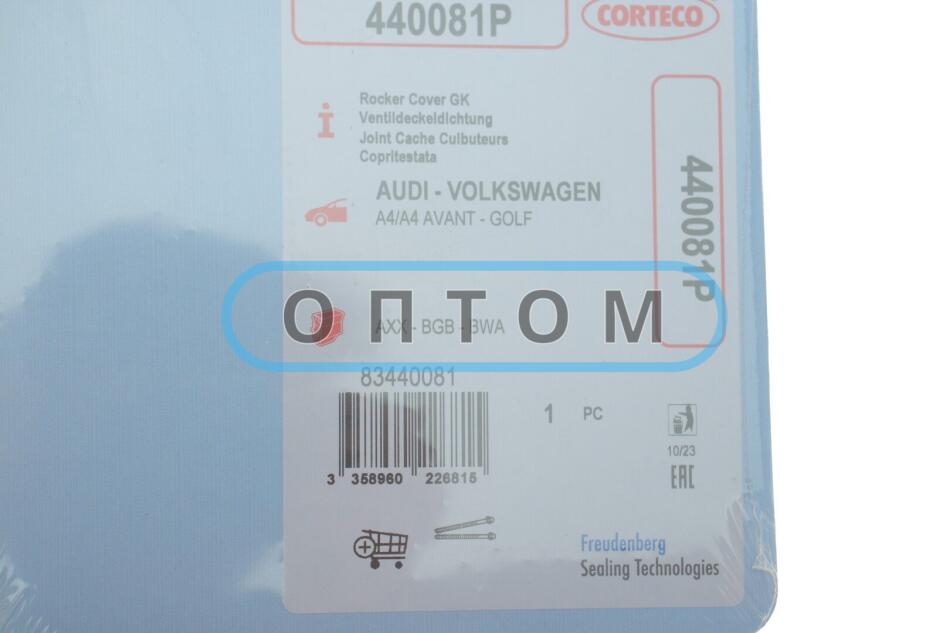 440081P
CORTECO
Rocker Cover GK
Ventildeckeldichtung
Joint Cache Culbuteurs
Copritestata
440081P
AUDI - VOLKSWAGEN
A4/A4 AVANT - GOLF
ОПТОМ
AXX - BGB - BWA
83440081
1 PC
3 358960 226815
10/23
EAC
Freudenberg
Sealing Technologies